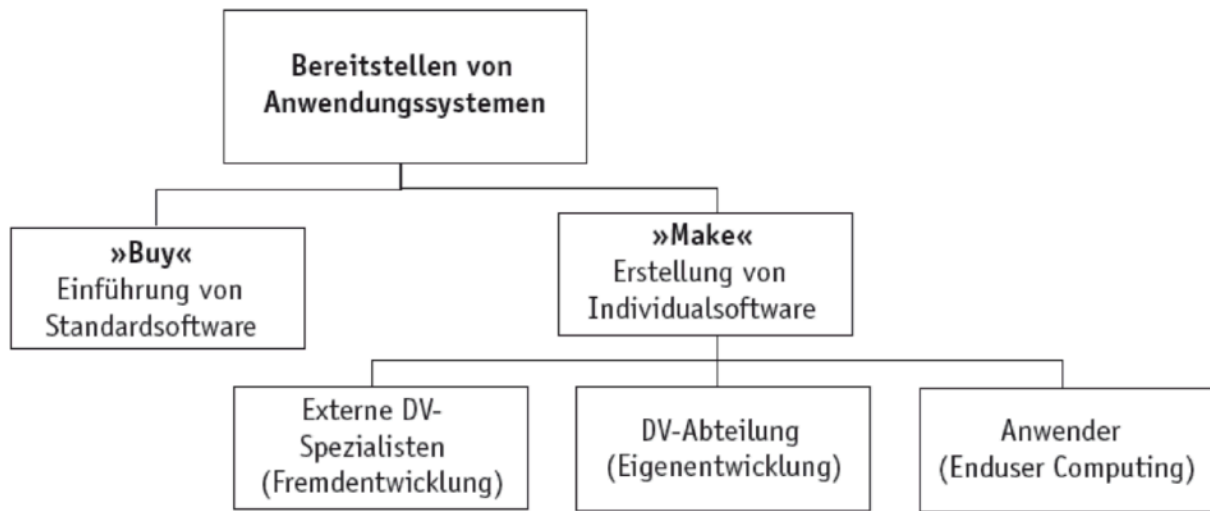 Bereitstellen von
Anwendungssystemen
»Buy«
Einführung von
Standardsoftware
»Make«
Erstellung von
Individualsoftware
Externe DV-
Spezialisten
(Fremdentwicklung)
DV-Abteilung
(Eigenentwicklung)
Anwender
(Enduser Computing)